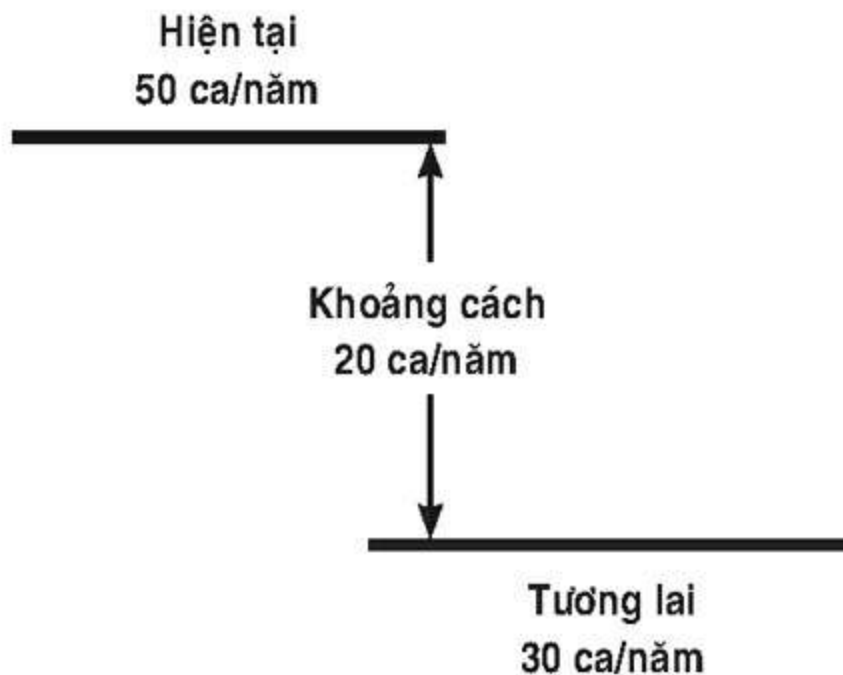 Hiện tại
50 ca/năm
Khoảng cách
20 ca/năm
Tương lai
30 ca/năm